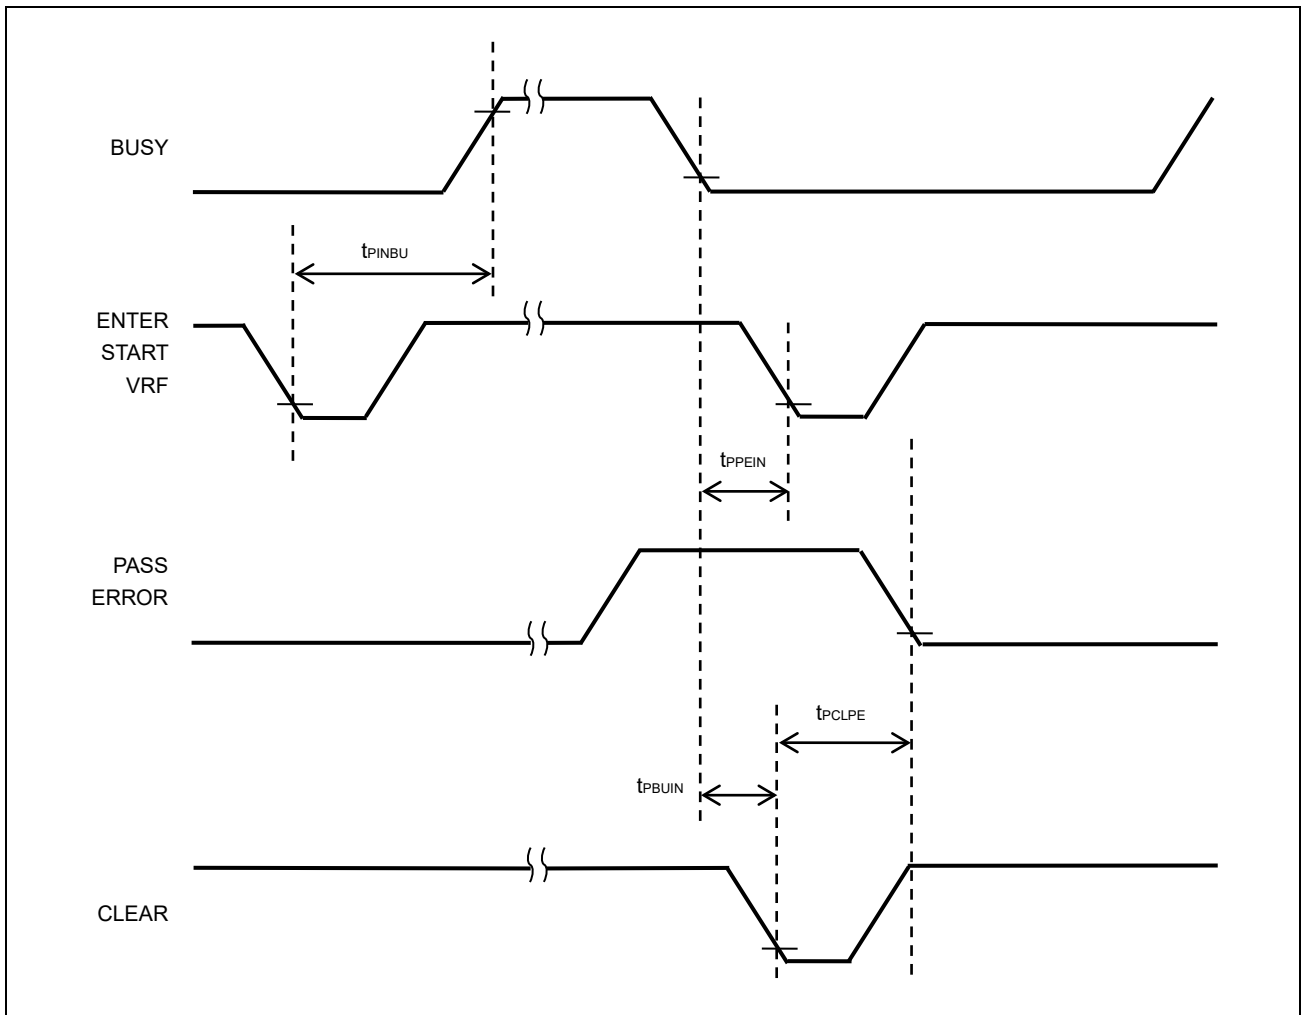 BUSY
tPINBU
ENTER
START
VRF
tPPEIN
PASS
ERROR
tPCLPE
tPBUIN
CLEAR